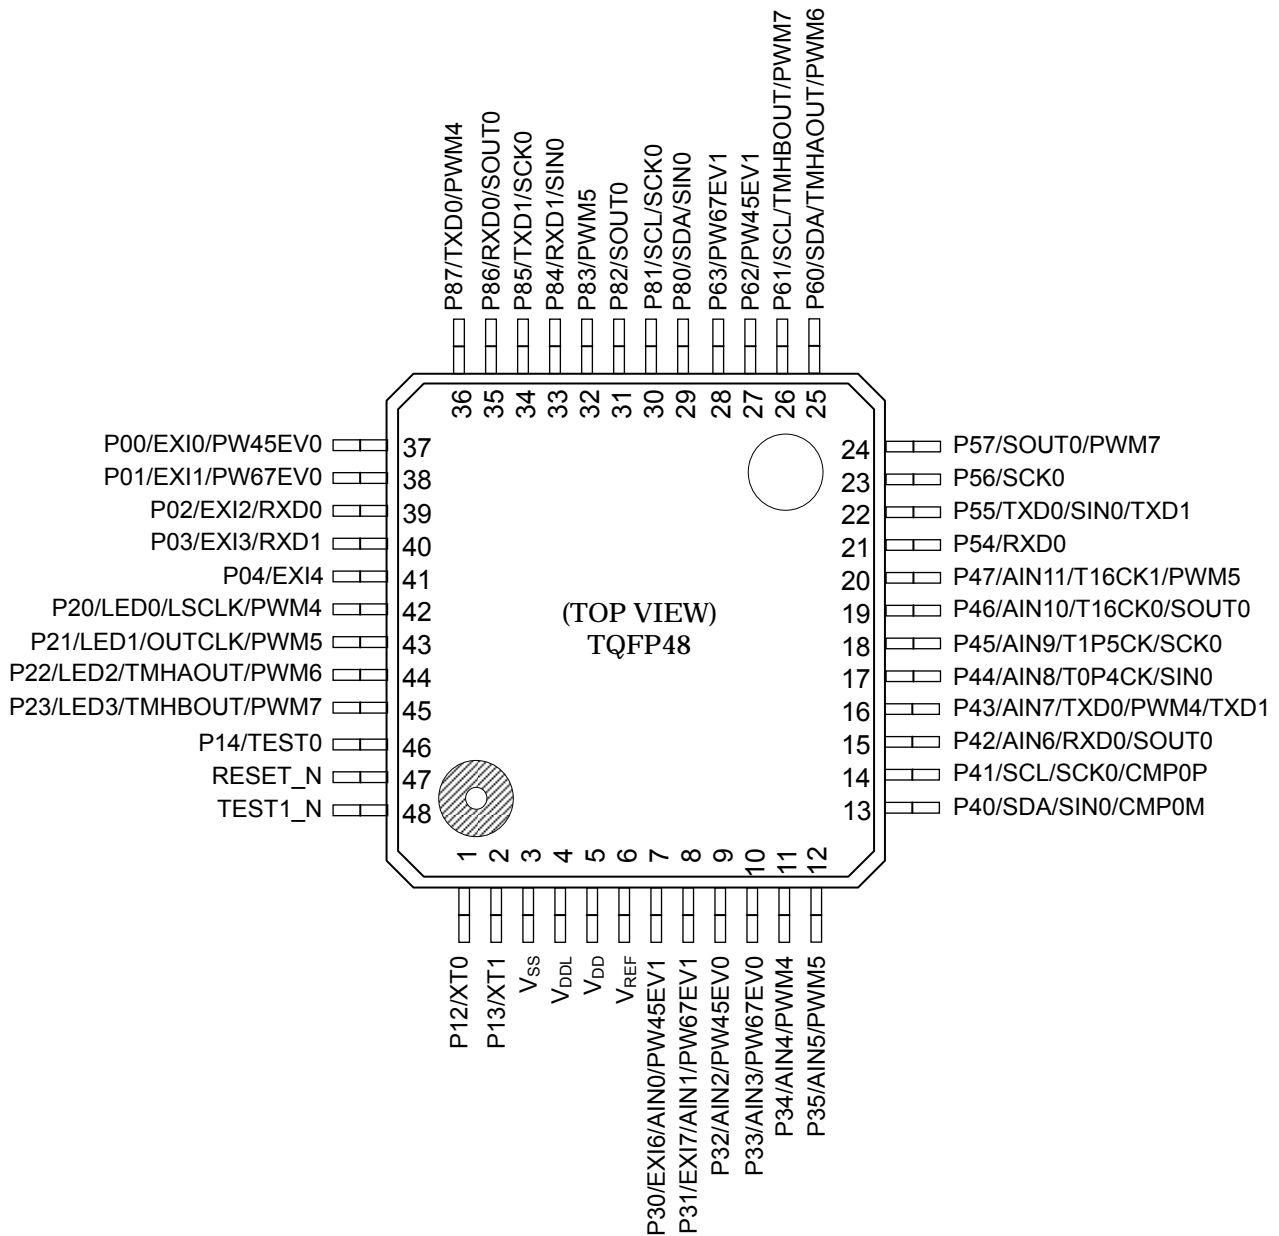 P87/TXD0/PWM4
P86/RXD0/SOUT0
P85/TXD1/SCK0
P84/RXD1/SIN0
P83/PWM5
P82/SOUT0
P81/SCL/SCK0
P80/SDA/SIN0
P63/PW67EV1
P62/PW45EV1
P61/SCL/TMHBOUT/PWM7
P60/SDA/TMHAOUT/PWM6
36
35
34
33
32
31
30
29
28
27
26
25
P00/EXI0/PW45EV0 37
P01/EXI1/PW67EV0 38
P02/EXI2/RXD0 39
P03/EXI3/RXD1 40
P04/EXI4 41
P20/LED0/LSCLK/PWM4 42
P21/LED1/OUTCLK/PWM5 43
P22/LED2/TMHAOUT/PWM6 44
P23/LED3/TMHBOUT/PWM7 45
P14/TEST0 46
RESET_N 47
TEST1_N 48
(TOP VIEW)
TQFP48
24 P57/SOUT0/PWM7
23 P56/SCK0
22 P55/TXD0/SIN0/TXD1
21 P54/RXD0
20 P47/AIN11/T16CK1/PWM5
19 P46/AIN10/T16CK0/SOUT0
18 P45/AIN9/T1P5CK/SCK0
17 P44/AIN8/T0P4CK/SIN0
16 P43/AIN7/TXD0/PWM4/TXD1
15 P42/AIN6/RXD0/SOUT0
14 P41/SCL/SCK0/CMP0P
13 P40/SDA/SIN0/CMP0M
1
2
3
4
5
6
7
8
9
10
11
12
P12/XT0
P13/XT1
VSS
VDDL
VDD
VREF
P30/EXI6/AIN0/PW45EV1
P31/EXI7/AIN1/PW67EV1
P32/AIN2/PW45EV0
P33/AIN3/PW67EV0
P34/AIN4/PWM4
P35/AIN5/PWM5